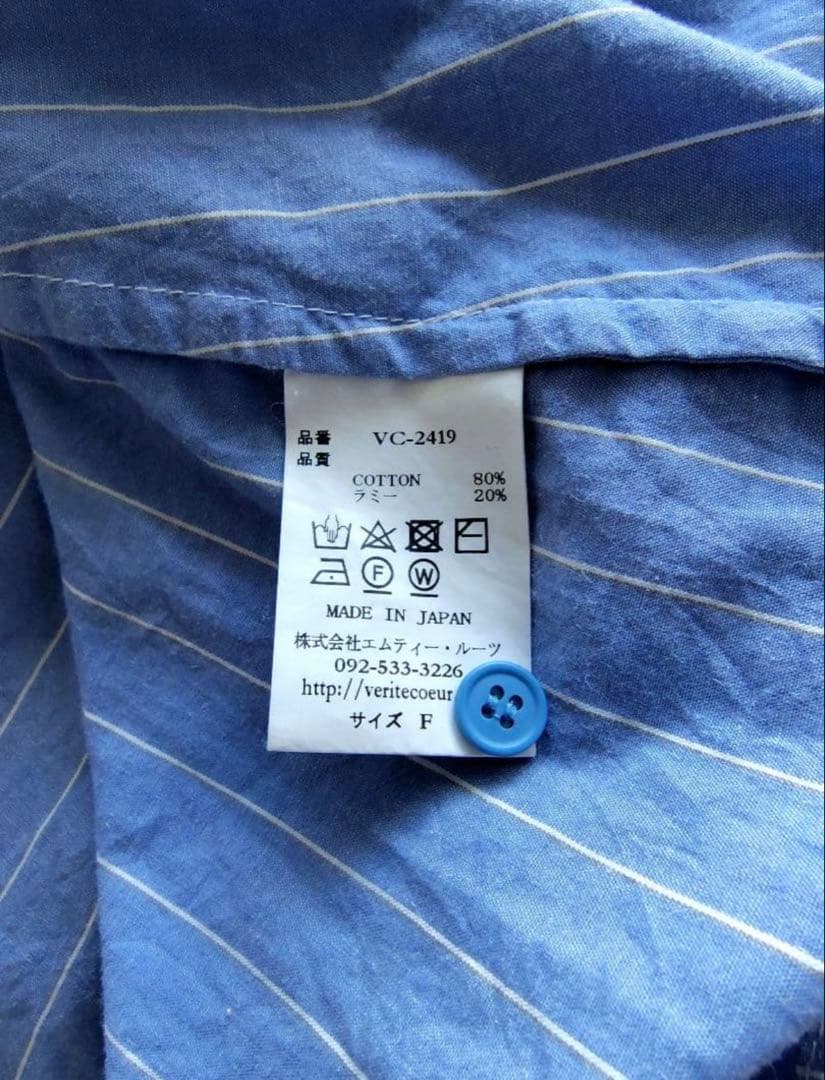 品番 VC-2419
品質
COTTON 80%
ラミー 20%
F W
MADE IN JAPAN
株式会社エムティー・ルーツ
092-533-3226
http://veritecoeur
サイズ F